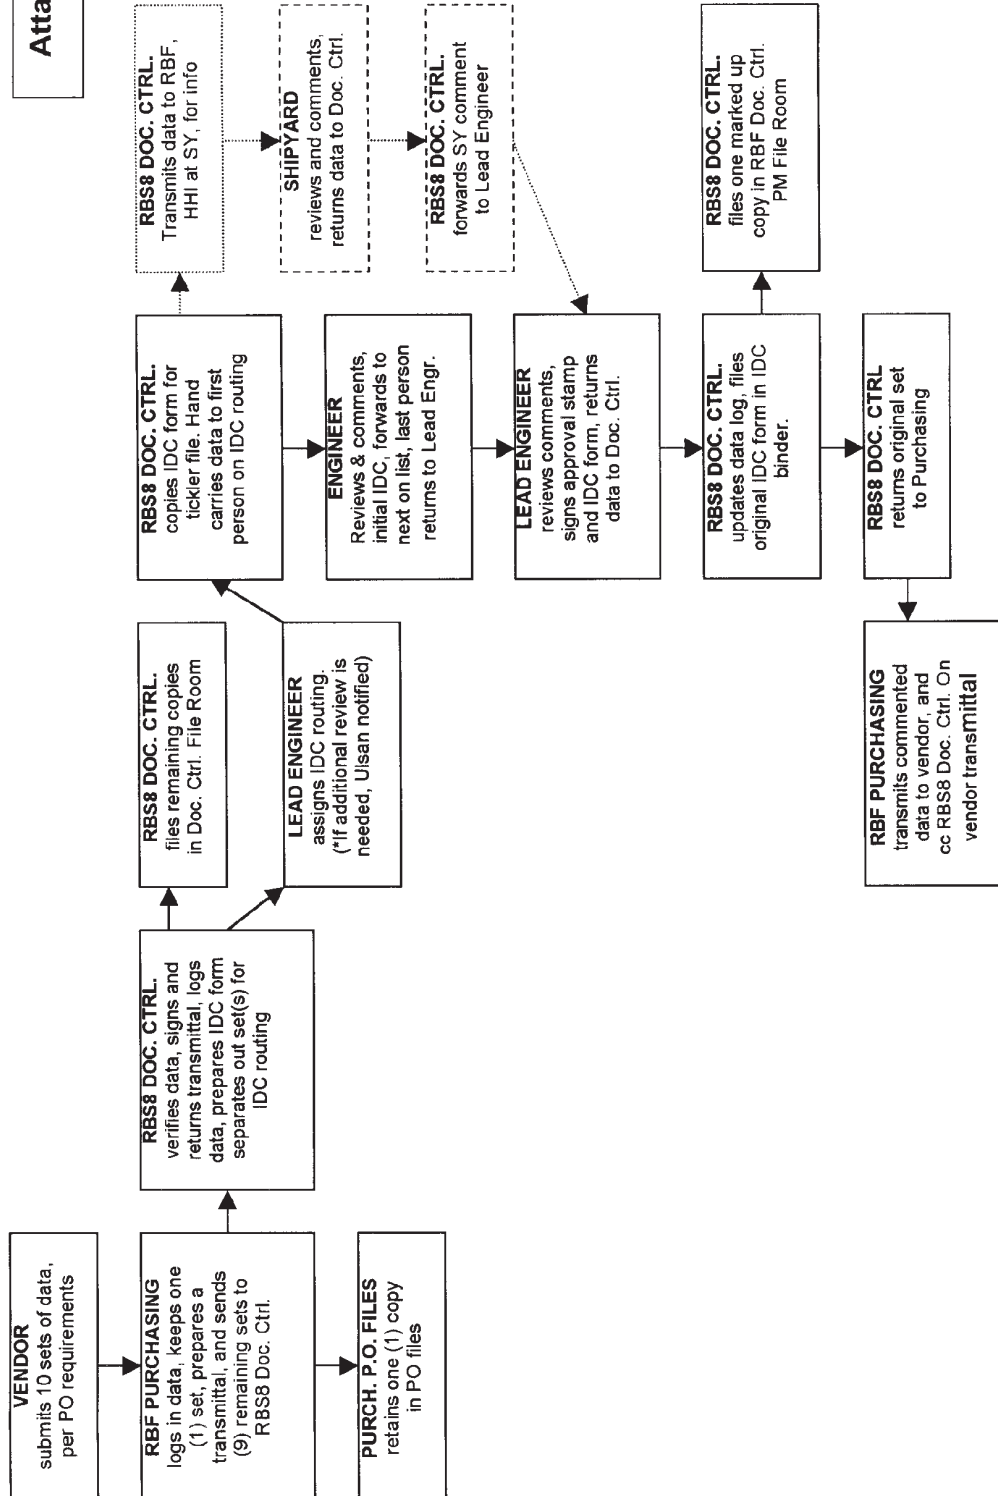 Atta
VENDOR
submits 10 sets of data,
per PO requirements
RBF PURCHASING
logs in data, keeps one
(1) set, prepares a
transmittal, and sends
(9) remaining sets to
RBS8 Doc. Ctrl.
PURCH. P.O. FILES
retains one (1) copy
in PO files
RBS8 DOC. CTRL.
verifies data, signs and
returns transmittal, logs
data, prepares IDC form
separates out set(s) for
IDC routing
RBS8 DOC. CTRL.
files remaining copies
in Doc. Ctrl. File Room
LEAD ENGINEER
assigns IDC routing.
(*If additional review is
needed, Ulsan notified)
RBS8 DOC. CTRL.
copies IDC form for
tickler file. Hand
carries data to first
person on IDC routing
RBS8 DOC. CTRL.
Transmits data to RBF,
HHI at SY, for info
SHIPYARD
reviews and comments,
returns data to Doc. Ctrl.
RBS8 DOC. CTRL.
forwards SY comment
to Lead Engineer
ENGINEER
Reviews & comments,
initial IDC, forwards to
next on list, last person
returns to Lead Engr.
LEAD ENGINEER
reviews comments,
signs approval stamp
and IDC form, returns
data to Doc. Ctrl.
RBS8 DOC. CTRL.
updates data log, files
original IDC form in IDC
binder.
RBS8 DOC. CTRL.
files one marked up
copy in RBF Doc. Ctrl.
PM File Room
RBS8 DOC. CTRL
returns original set
to Purchasing
RBF PURCHASING
transmits commented
data to vendor, and
cc RBS8 Doc. Ctrl. On
vendor transmittal